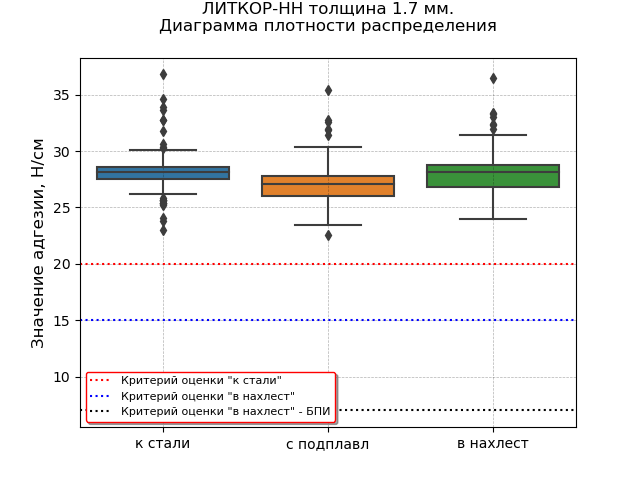 ЛИТКОР-НН толщина 1.7 мм.
Диаграмма плотности распределения
Значение адгезии, Н/см
35
30
25
20
15
10
Критерий оценки "к стали"
Критерий оценки "в нахлест"
Критерий оценки "в нахлест" - БПИ
к стали
с подплавл
в нахлест